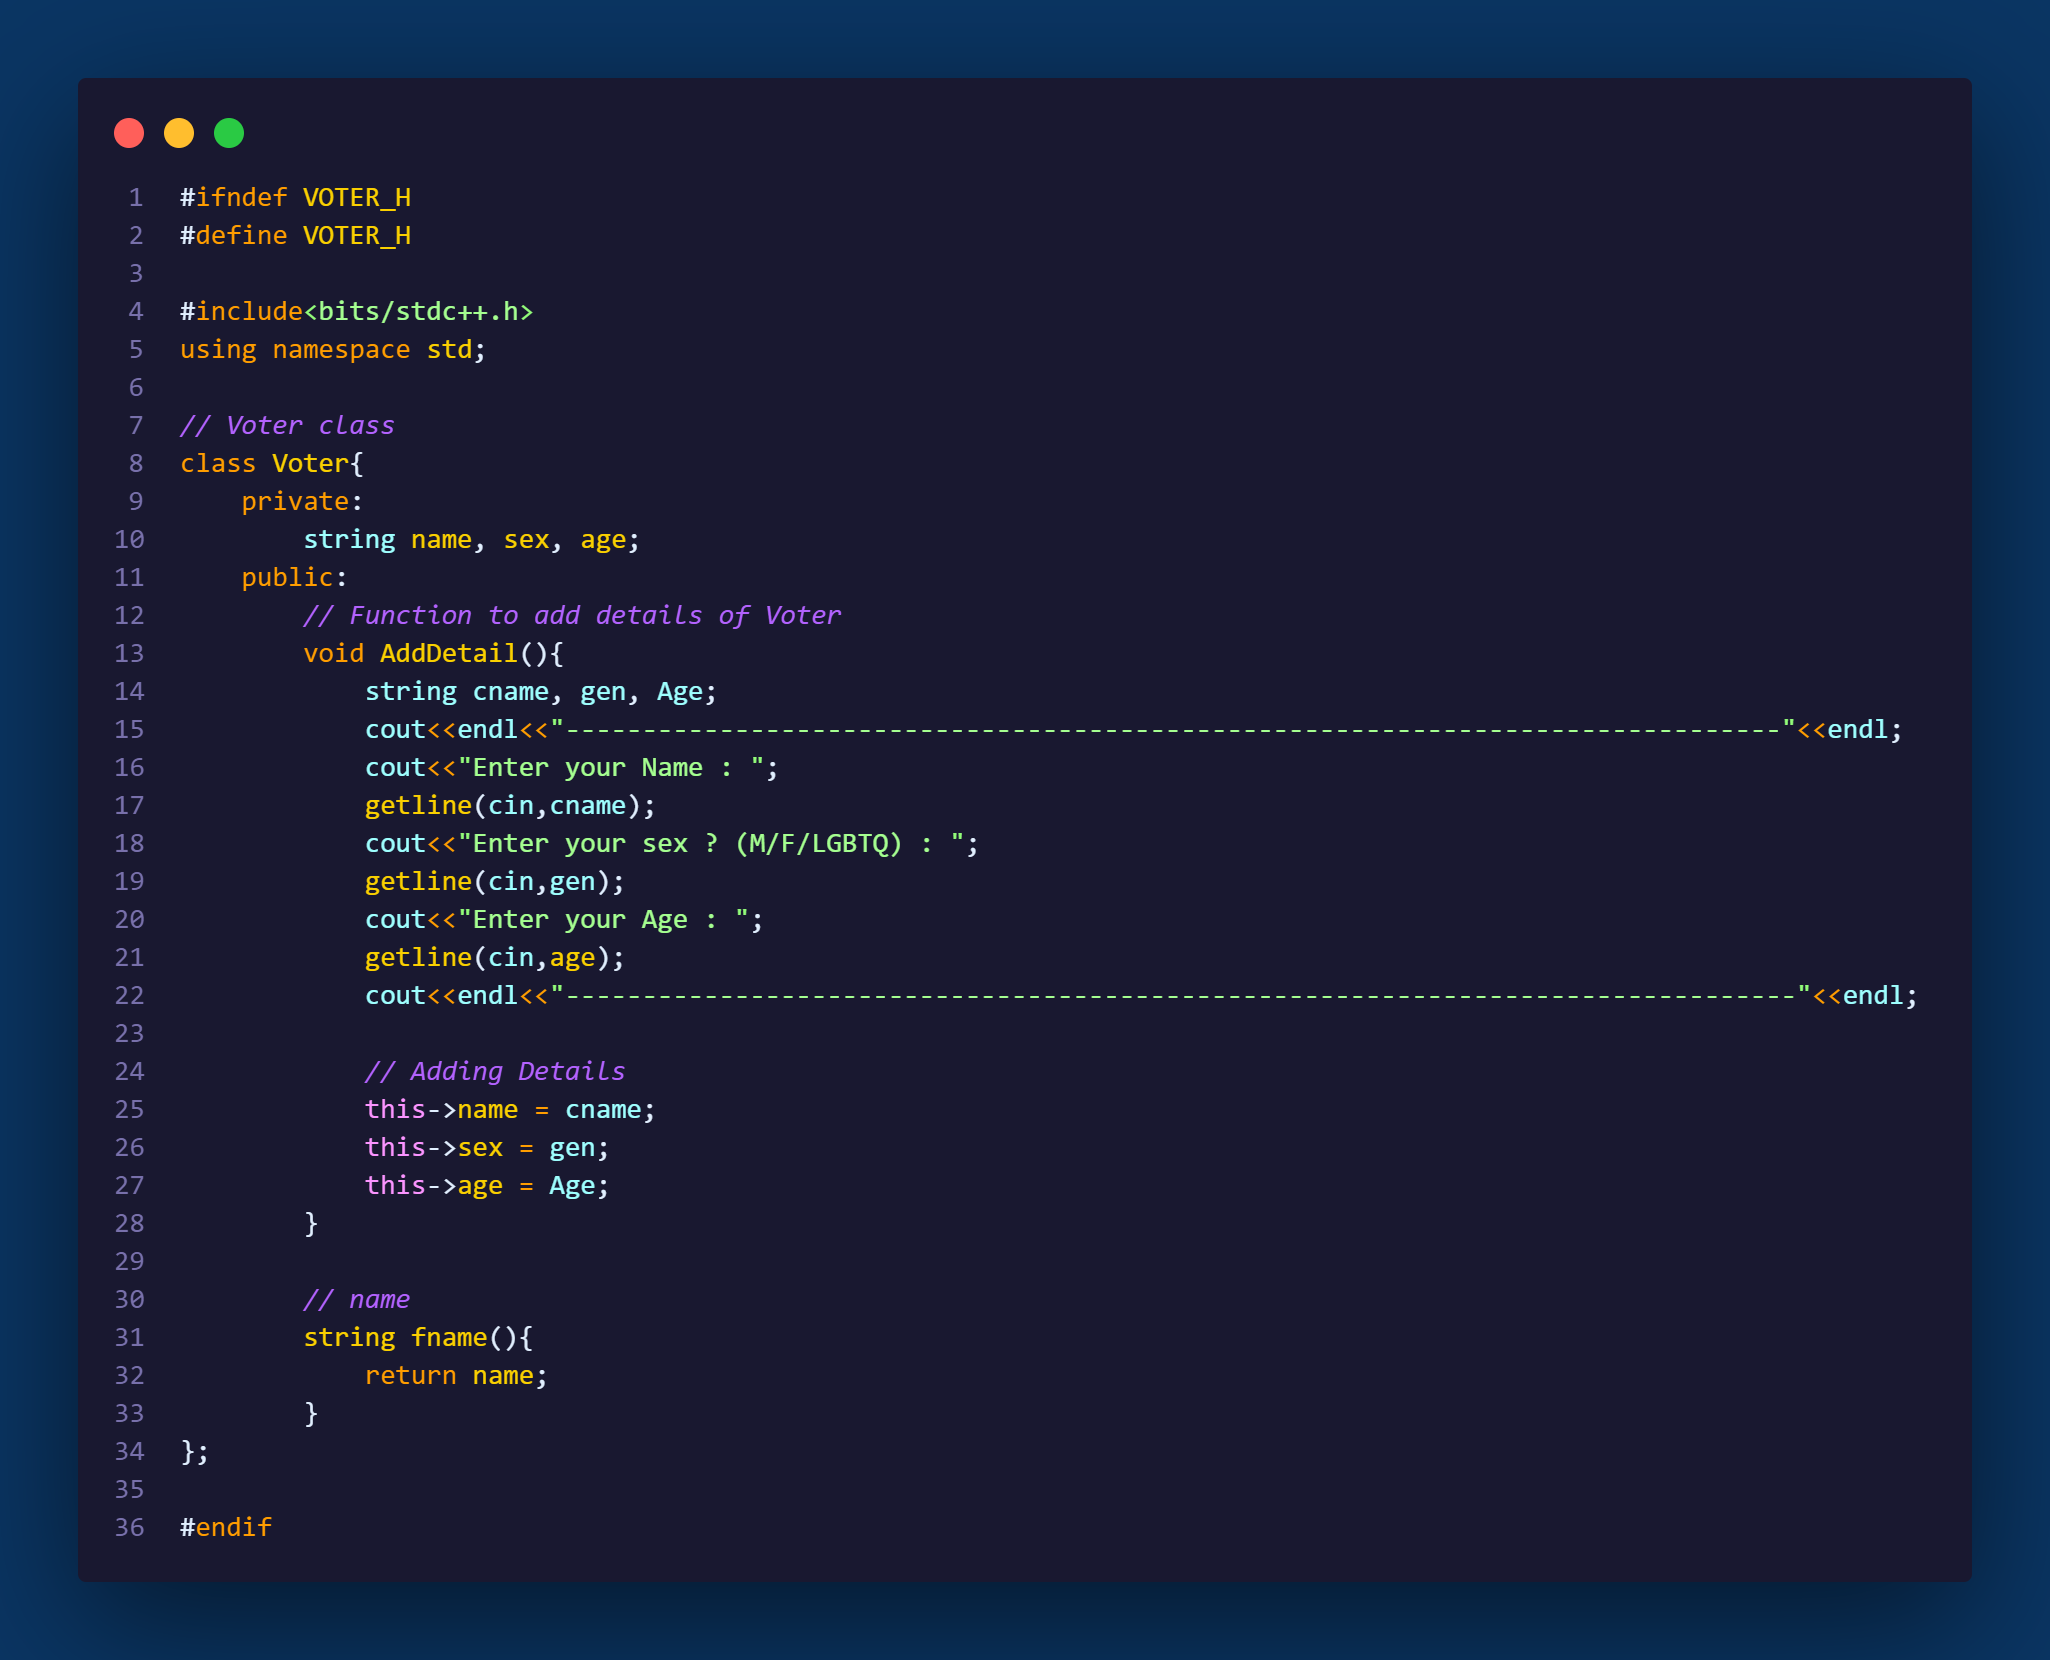 1 #ifndef VOTER_H
2 #define VOTER_H
3
4 #include<bits/stdc++.h>
5 using namespace std;
6
7 // Voter class
8 class Voter{
9     private:
10         string name, sex, age;
11     public:
12         // Function to add details of Voter
13         void AddDetail(){
14             string cname, gen, Age;
15             cout<<endl<<"-------------------------------------------------------------------------------"<<endl;
16             cout<<"Enter your Name : ";
17             getline(cin,cname);
18             cout<<"Enter your sex ? (M/F/LGBTQ) : ";
19             getline(cin,gen);
20             cout<<"Enter your Age : ";
21             getline(cin,age);
22             cout<<endl<<"--------------------------------------------------------------------------------"<<endl;
23
24             // Adding Details
25             this->name = cname;
26             this->sex = gen;
27             this->age = Age;
28         }
29
30         // name
31         string fname(){
32             return name;
33         }
34 };
35
36 #endif